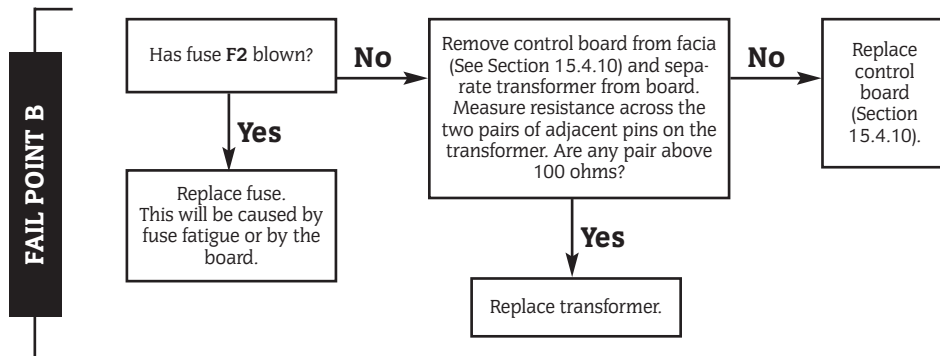 FAIL POINT B
Has fuse F2 blown?
No
Remove control board from facia
(See Section 15.4.10) and sepa-
rate transformer from board.
Measure resistance across the
two pairs of adjacent pins on the
transformer. Are any pair above
100 ohms?
No
Replace
control
board
(Section
15.4.10).
Yes
Replace fuse.
This will be caused by
fuse fatigue or by the
board.
Yes
Replace transformer.